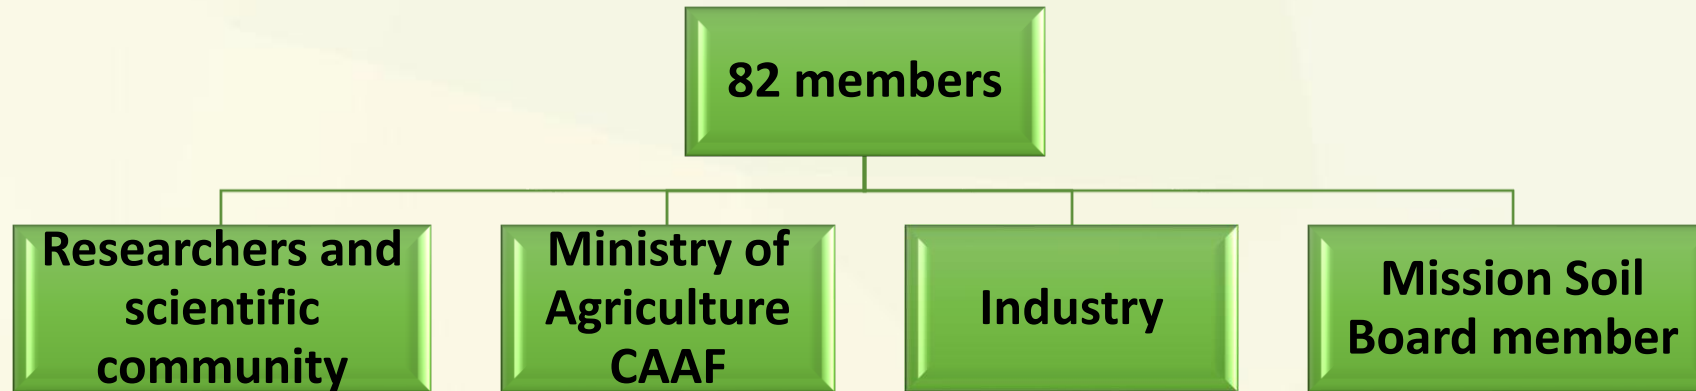 82 members
Researchers and
scientific
community
Ministry of
Agriculture
CAAF
Industry
Mission Soil
Board member